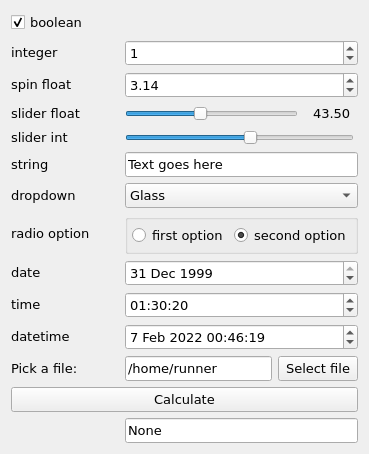 boolean
integer 1
spin float 3.14
slider float 43.50
slider int
string Text goes here
dropdown Glass
radio option first option second option
date 31 Dec 1999
time 01:30:20
datetime 7 Feb 2022 00:46:19
Pick a file: /home/runner Select file
Calculate
None